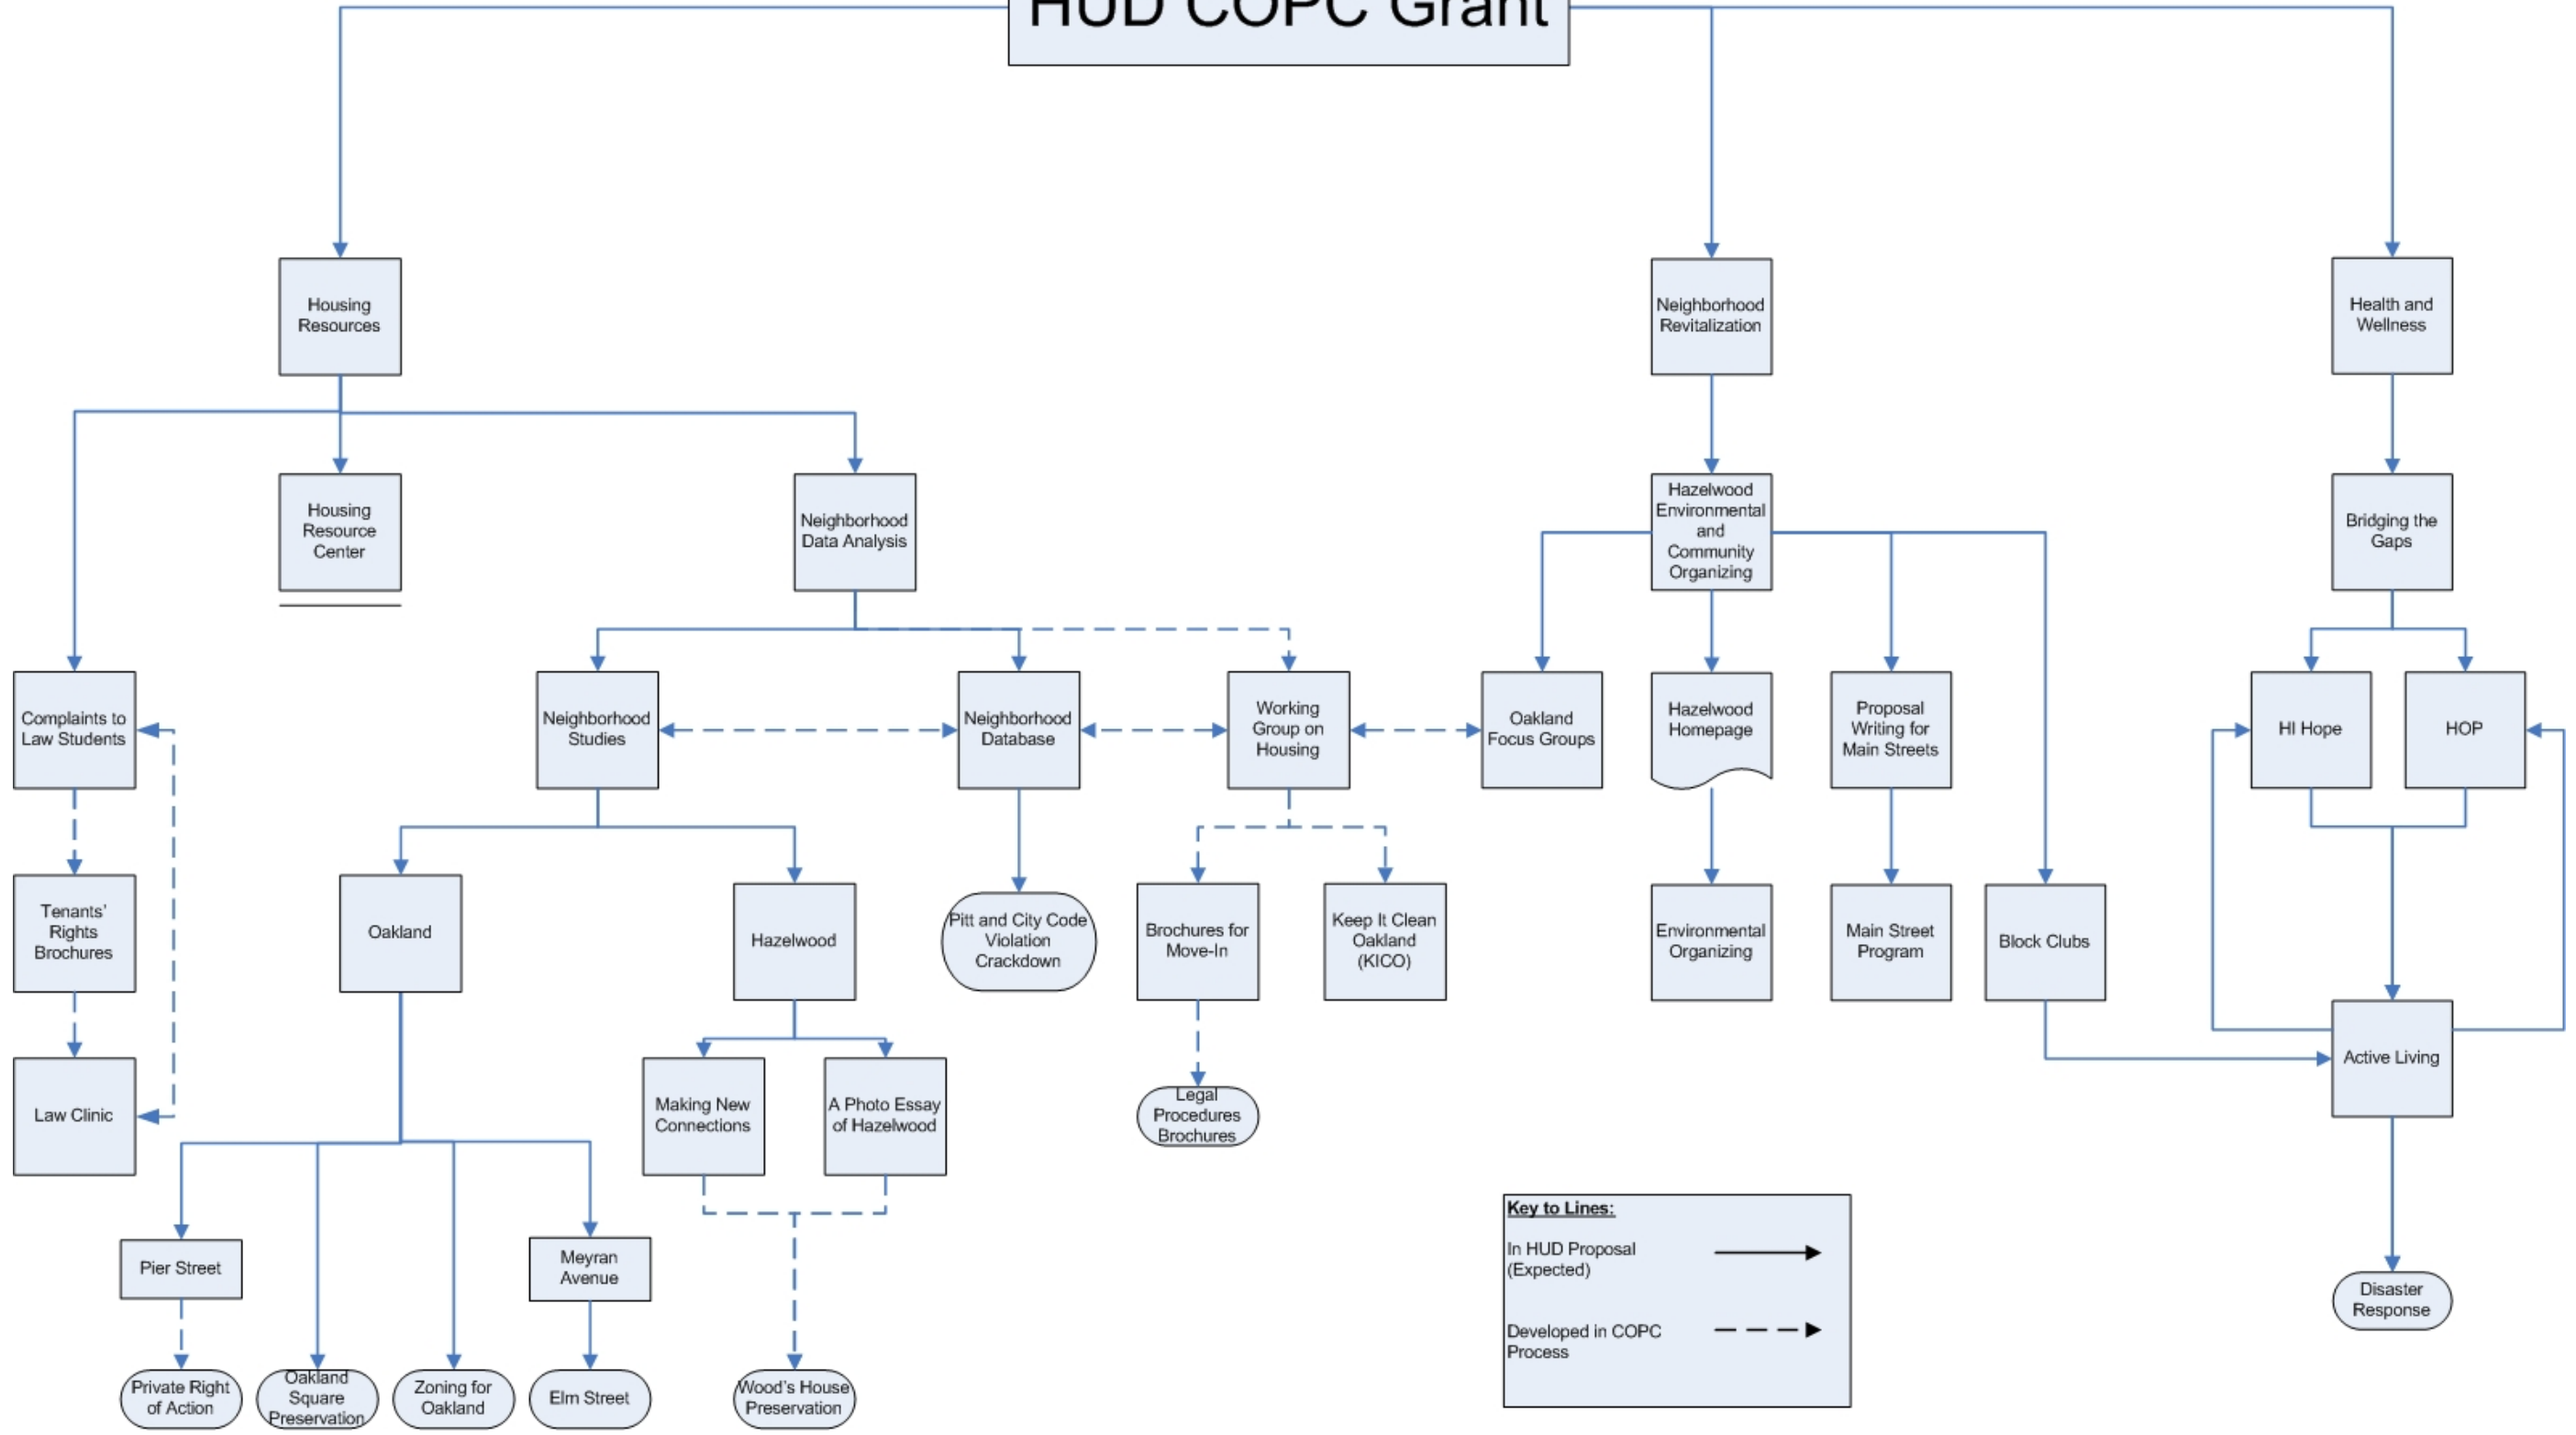 HUD COPC Grant
Housing
Resources
Neighborhood
Revitalization
Health and
Wellness
Housing
Resource
Center
Neighborhood
Data Analysis
Hazelwood
Environmental
and
Community
Organizing
Bridging the
Gaps
Complaints to
Law Students
Neighborhood
Studies
Neighborhood
Database
Working
Group on
Housing
Oakland
Focus Groups
Hazelwood
Homepage
Proposal
Writing for
Main Streets
HI Hope
HOP
Tenants’
Rights
Brochures
Oakland
Hazelwood
Pitt and City Code
Violation
Crackdown
Brochures for
Move-In
Keep It Clean
Oakland
(KICO)
Environmental
Organizing
Main Street
Program
Block Clubs
Law Clinic
Making New
Connections
A Photo Essay
of Hazelwood
Legal
Procedures
Brochures
Active Living
Pier Street
Meyran
Avenue
Key to Lines:
In HUD Proposal
(Expected)
Developed in COPC
Process
Disaster
Response
Private Right
of Action
Oakland
Square
Preservation
Zoning for
Oakland
Elm Street
Wood’s House
Preservation